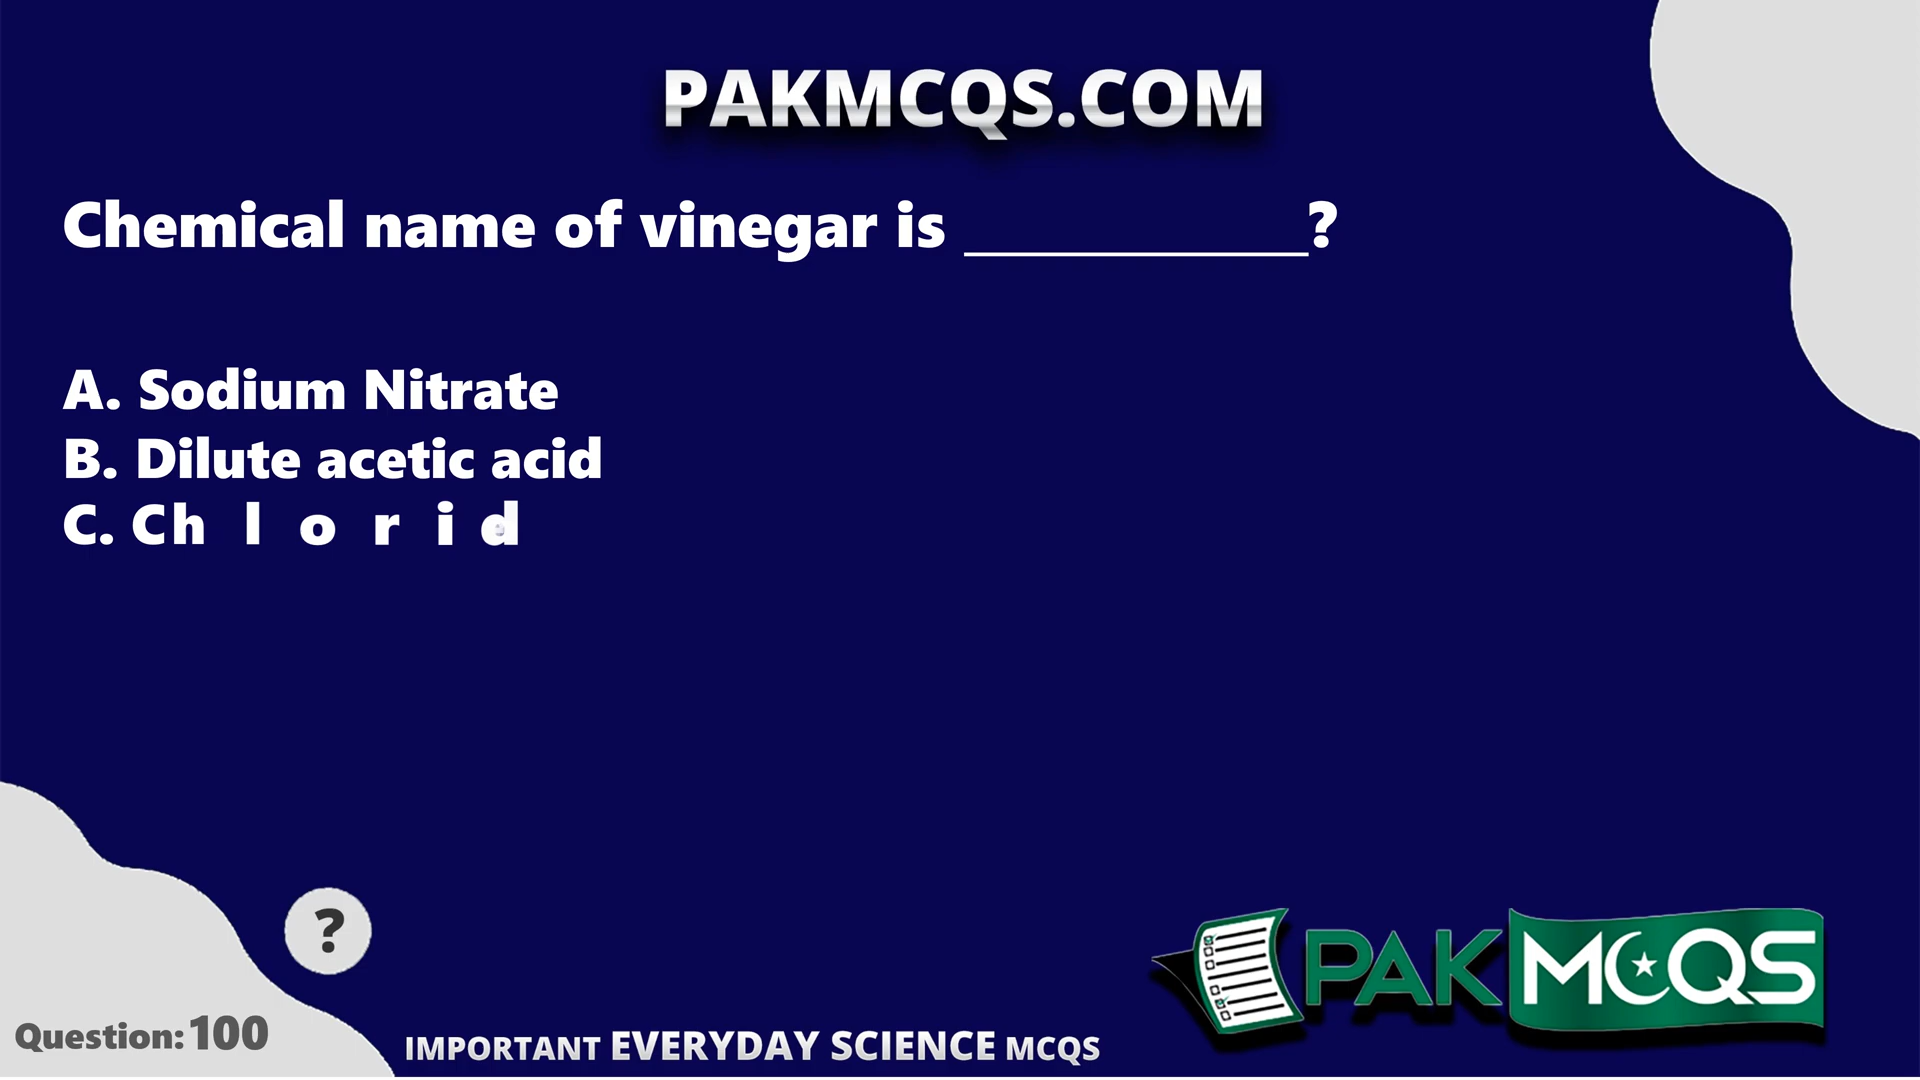 PAKMCQS.COM
Chemical name of vinegar is ___________?
A. Sodium Nitrate
B. Dilute acetic acid
C. Chlorid
?
PAKMCQS
Question: 100
IMPORTANT EVERYDAY SCIENCE MCQS